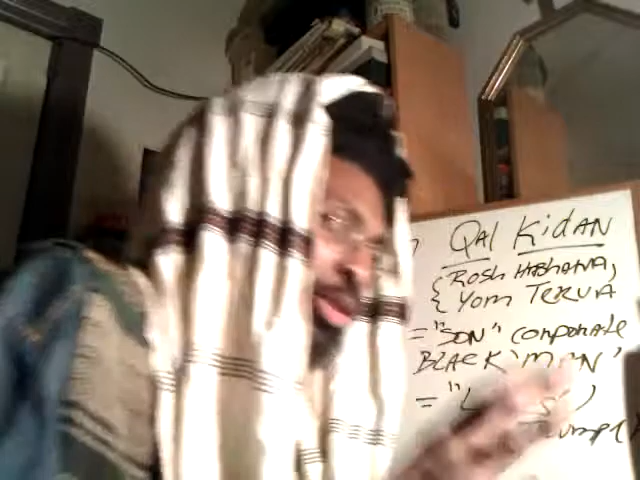 Qal Kidan
{ Rosh Hashana,
Yom Terua
= "Son" corporate
Black 'man'
= "L